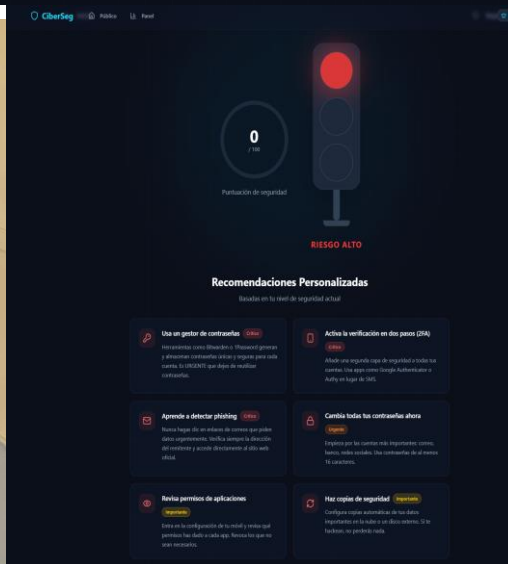 CiberSeg
Público
Panel
0
/ 100
Puntuación de seguridad
RIESGO ALTO
Recomendaciones Personalizadas
Basadas en tu nivel de seguridad actual
Usa un gestor de contraseñas Crítico
Herramientas como Bitwarden o 1Password generan
y almacenan contraseñas únicas y seguras para cada
cuenta. Es URGENTE que dejes de reutilizar
contraseñas.
Activa la verificación en dos pasos (2FA)
Crítico
Añade una segunda capa de seguridad a todas tus
cuentas. Usa apps como Google Authenticator o
Authy en lugar de SMS.
Aprende a detectar phishing Crítico
Nunca hagas clic en enlaces de correos que piden
datos urgentemente. Verifica siempre la dirección
del remitente y accede directamente al sitio web
oficial.
Cambia todas tus contraseñas ahora
Urgente
Empieza por las cuentas más importantes: correo,
banco, redes sociales. Usa contraseñas de al menos
16 caracteres.
Revisa permisos de aplicaciones
Importante
Entra en la configuración de tu móvil y revisa qué
permisos has dado a cada app. Revoca los que no
sean necesarios.
Haz copias de seguridad Importante
Configura copias automáticas de tus datos
importantes en la nube o un disco externo. Si te
hackean, no perderás nada.